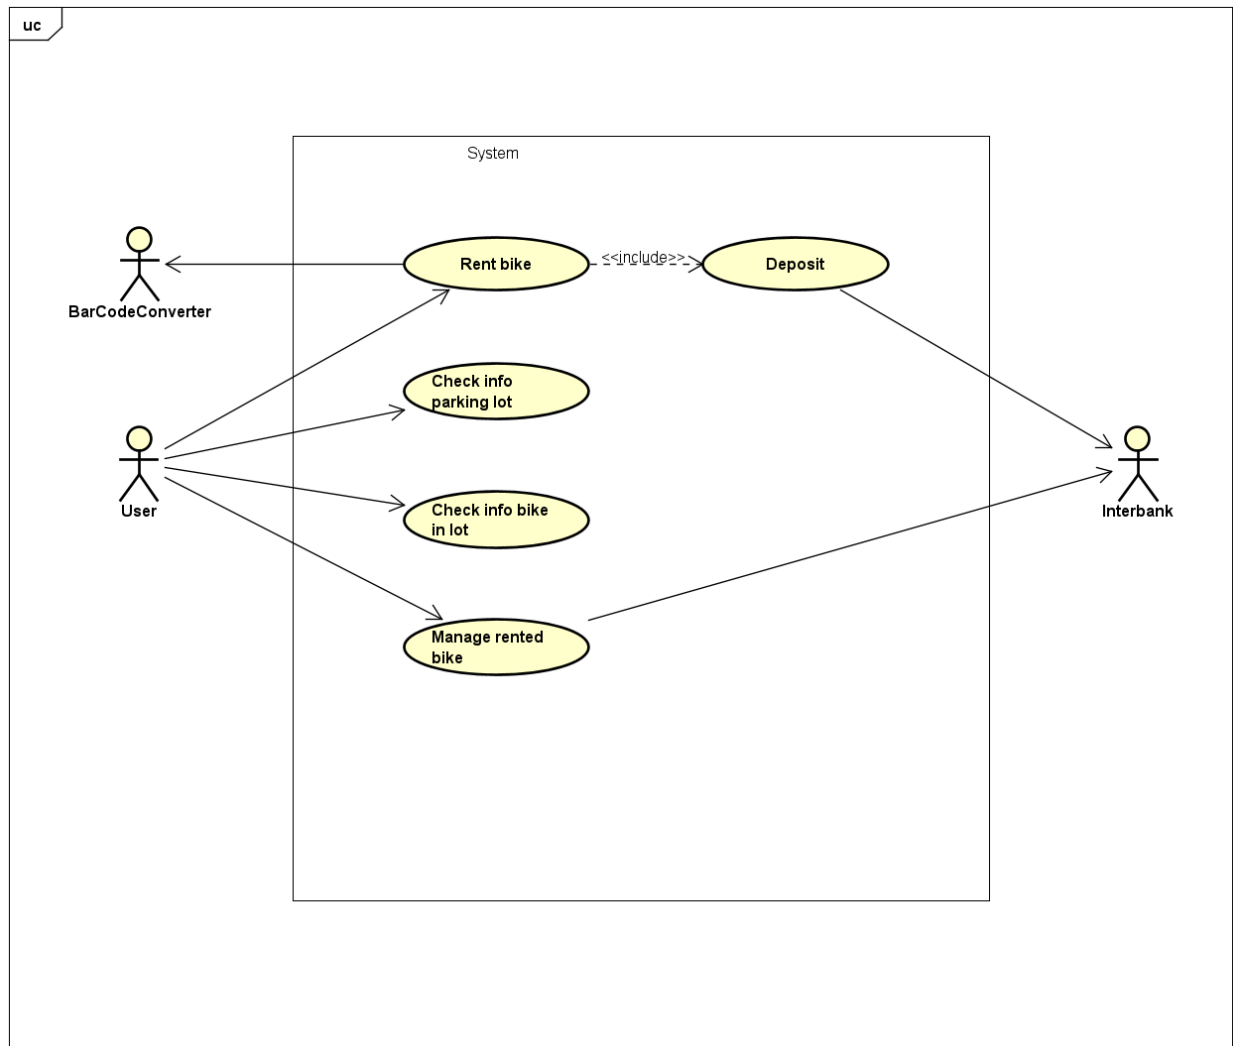 uc
System
Rent bike
<<include>>
Deposit
BarCodeConverter
Check info
parking lot
User
Check info bike
in lot
Interbank
Manage rented
bike